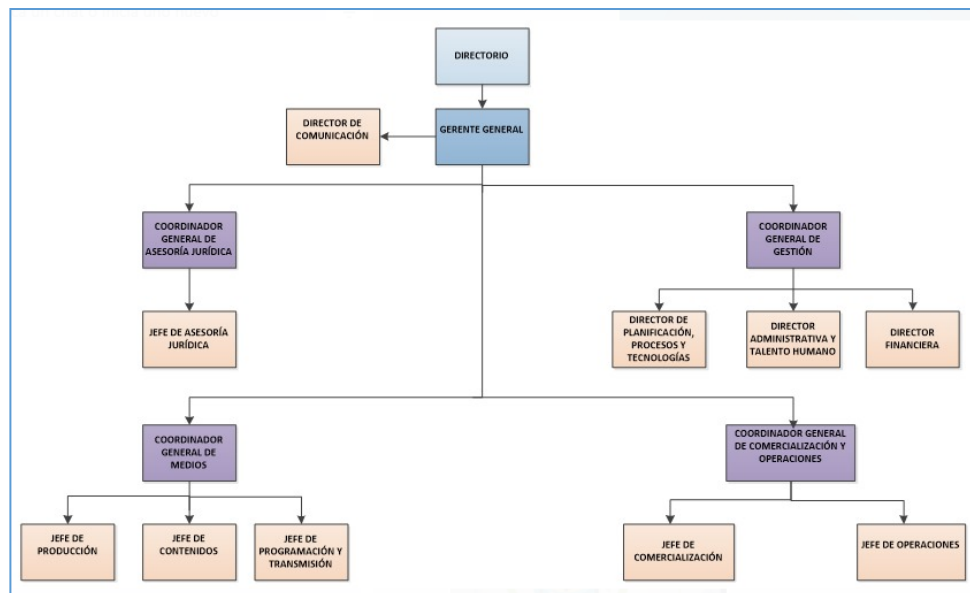 DIRECTORIO
DIRECTOR DE
COMUNICACIÓN
GERENTE GENERAL
COORDINADOR
GENERAL DE
ASESORÍA JURÍDICA
COORDINADOR
GENERAL DE
GESTIÓN
JEFE DE ASESORÍA
JURÍDICA
DIRECTOR DE
PLANIFICACIÓN,
PROCESOS Y
TECNOLOGÍAS
DIRECTOR
ADMINISTRATIVA Y
TALENTO HUMANO
DIRECTOR
FINANCIERA
COORDINADOR
GENERAL DE
MEDIOS
COORDINADOR GENERAL
DE COMERCIALIZACIÓN Y
OPERACIONES
JEFE DE
PRODUCCIÓN
JEFE DE
CONTENIDOS
JEFE DE
PROGRAMACIÓN Y
TRANSMISIÓN
JEFE DE
COMERCIALIZACIÓN
JEFE DE OPERACIONES